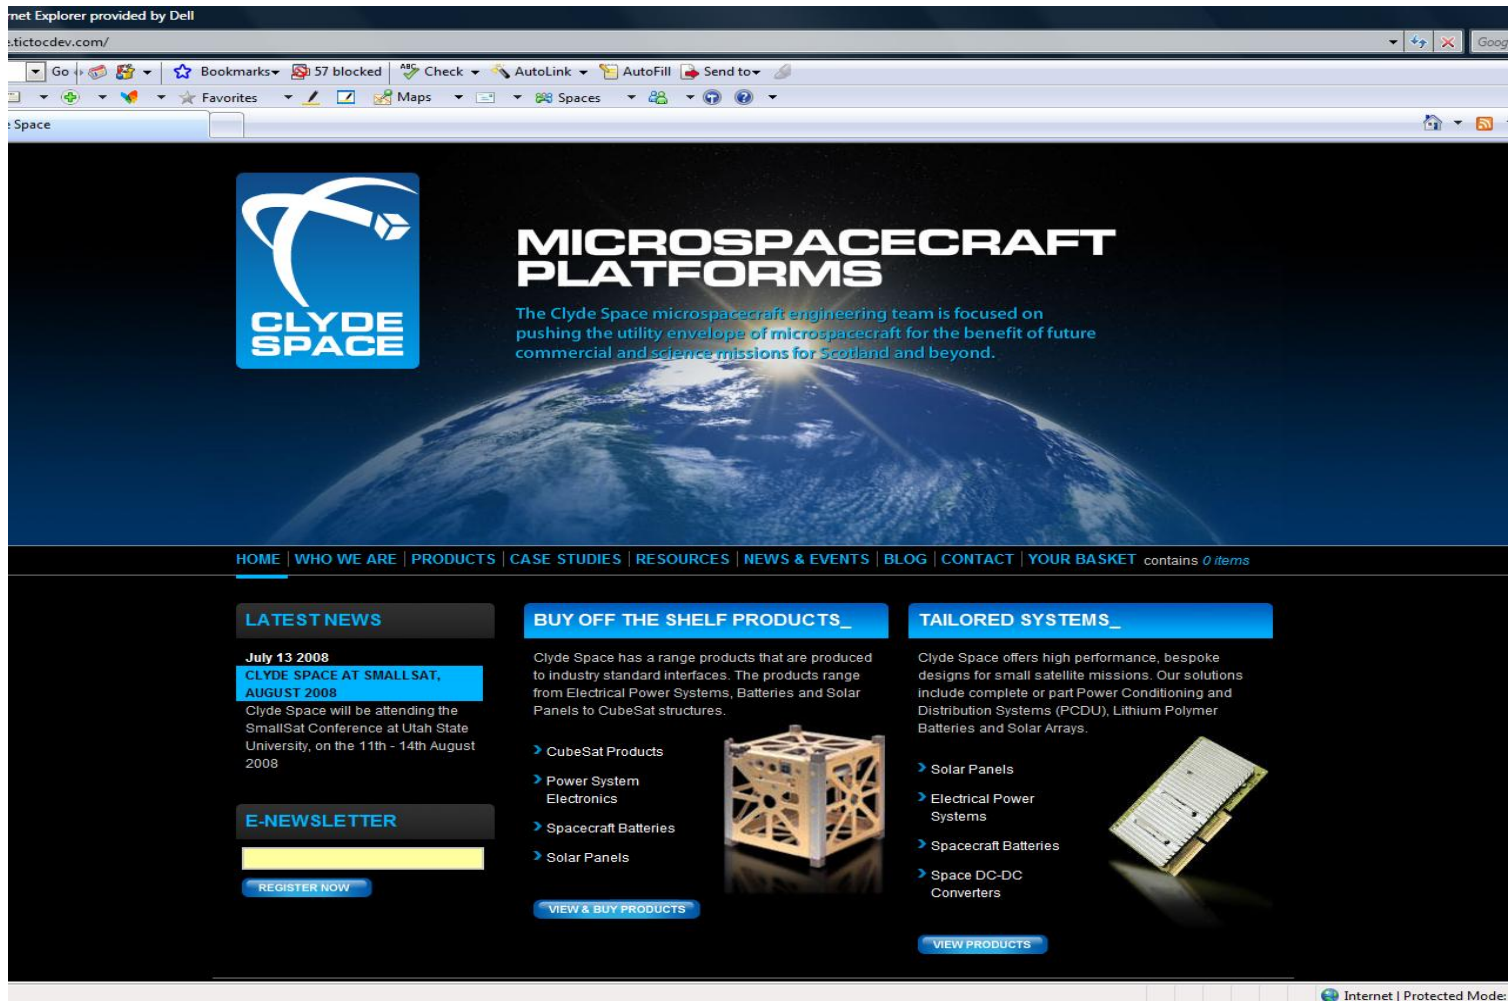 rnet Explorer provided by Dell
.tictocdev.com/
Go Bookmarks 57 blocked ABC Check AutoLink AutoFill Send to
Favorites Maps Spaces
Space
CLYDE
SPACE
MICROSPACECRAFT
PLATFORMS
The Clyde Space microspacecraft engineering team is focused on
pushing the utility envelope of microspacecraft for the benefit of future
commercial and science missions for Scotland and beyond.
HOME | WHO WE ARE | PRODUCTS | CASE STUDIES | RESOURCES | NEWS & EVENTS | BLOG | CONTACT | YOUR BASKET contains 0 items
LATEST NEWS
July 13 2008
CLYDE SPACE AT SMALLSAT,
AUGUST 2008
Clyde Space will be attending the
SmallSat Conference at Utah State
University, on the 11th - 14th August
2008
E-NEWSLETTER
REGISTER NOW
BUY OFF THE SHELF PRODUCTS_
Clyde Space has a range products that are produced
to industry standard interfaces. The products range
from Electrical Power Systems, Batteries and Solar
Panels to CubeSat structures.
CubeSat Products
Power System
Electronics
Spacecraft Batteries
Solar Panels
VIEW & BUY PRODUCTS
TAILORED SYSTEMS_
Clyde Space offers high performance, bespoke
designs for small satellite missions. Our solutions
include complete or part Power Conditioning and
Distribution Systems (PCDU), Lithium Polymer
Batteries and Solar Arrays.
Solar Panels
Electrical Power
Systems
Spacecraft Batteries
Space DC-DC
Converters
VIEW PRODUCTS
Internet | Protected Mode: